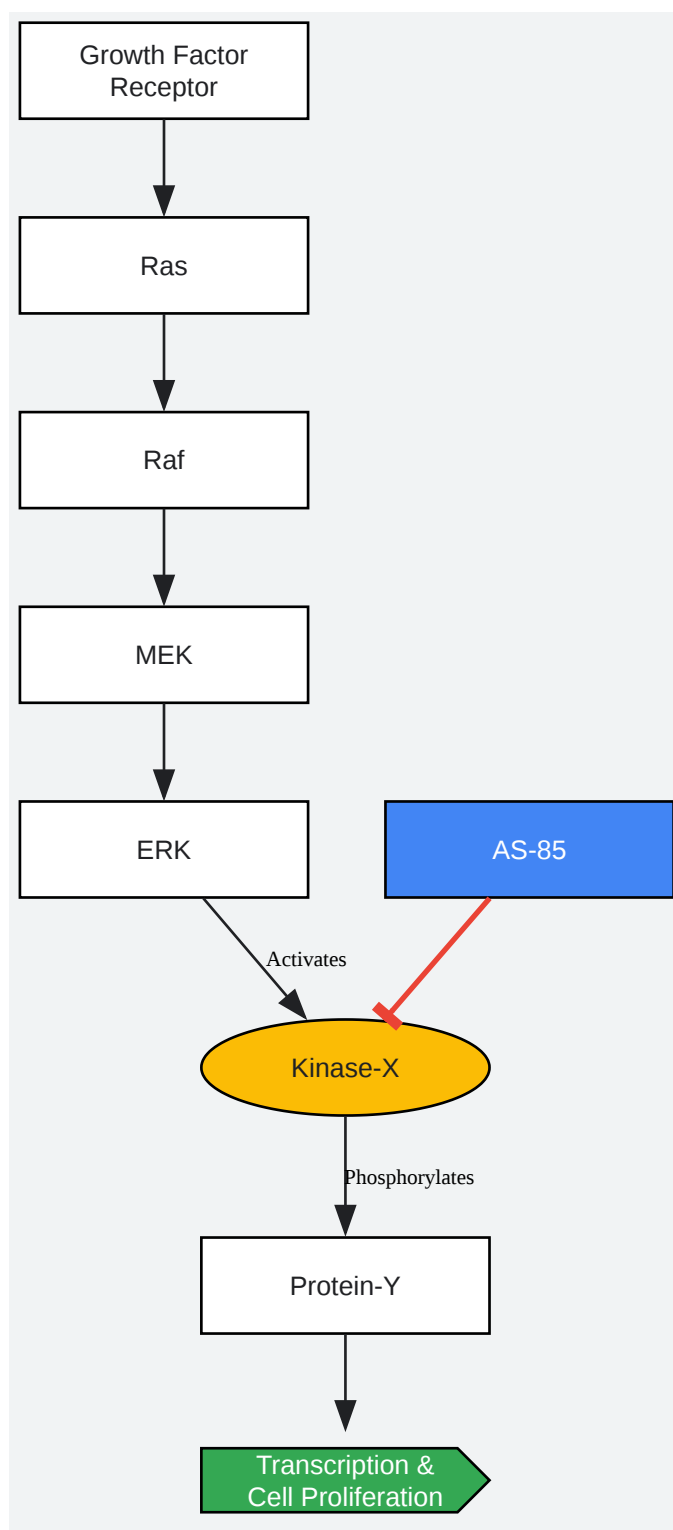 Growth Factor
Receptor
Ras
Raf
MEK
ERK
AS-85
Activates
Kinase-X
Phosphorylates
Protein-Y
Transcription &
Cell Proliferation